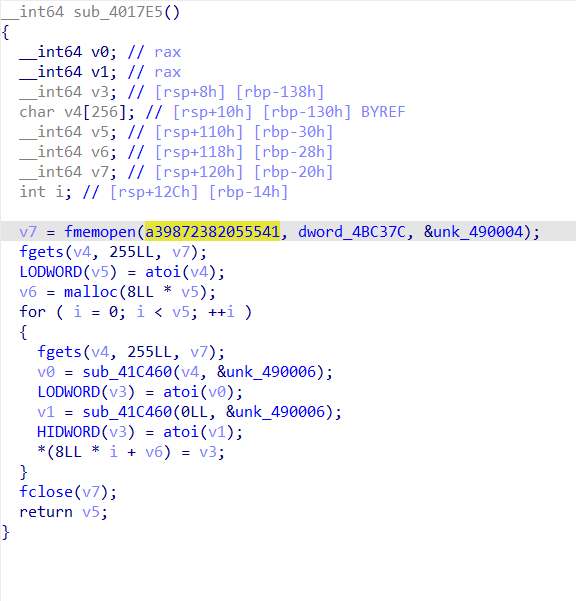 __int64 sub_4017E5()
{
  __int64 v0; // rax
  __int64 v1; // rax
  __int64 v3; // [rsp+8h] [rbp-138h]
  char v4[256]; // [rsp+10h] [rbp-130h] BYREF
  __int64 v5; // [rsp+110h] [rbp-30h]
  __int64 v6; // [rsp+118h] [rbp-28h]
  __int64 v7; // [rsp+120h] [rbp-20h]
  int i; // [rsp+12Ch] [rbp-14h]

  v7 = fmemopen(a39872382055541, dword_4BC37C, &unk_490004);
  fgets(v4, 255LL, v7);
  LODWORD(v5) = atoi(v4);
  v6 = malloc(8LL * v5);
  for ( i = 0; i < v5; ++i )
  {
    fgets(v4, 255LL, v7);
    v0 = sub_41C460(v4, &unk_490006);
    LODWORD(v3) = atoi(v0);
    v1 = sub_41C460(0LL, &unk_490006);
    HIDWORD(v3) = atoi(v1);
    *(8LL * i + v6) = v3;
  }
  fclose(v7);
  return v5;
}